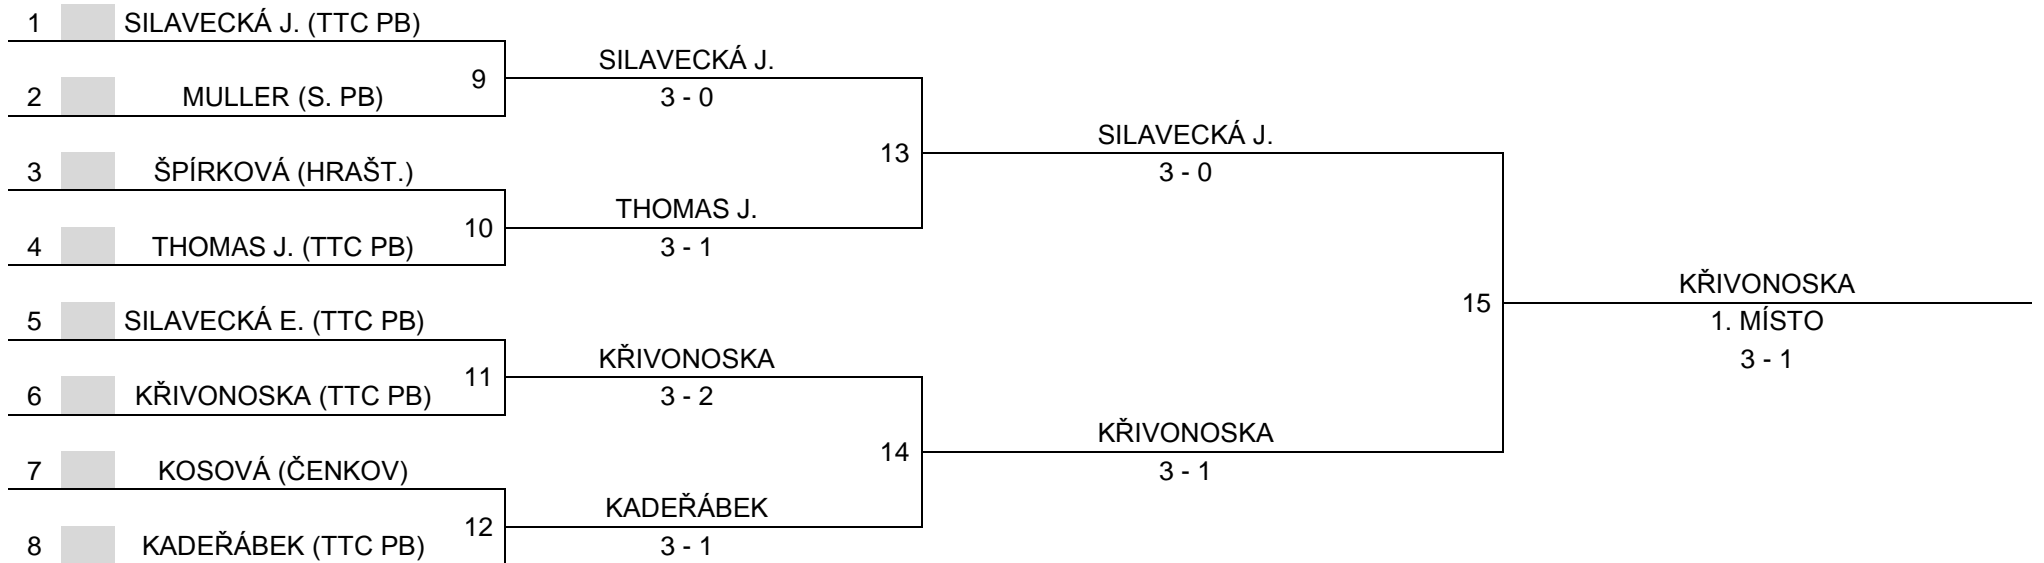 1 SILAVECKÁ J. (TTC PB)
SILAVECKÁ J.
9
3 - 0
2 MULLER (S. PB)
SILAVECKÁ J.
13
3 - 0
3 ŠPÍRKOVÁ (HRAŠT.)
THOMAS J.
10
3 - 1
4 THOMAS J. (TTC PB)
KŘIVONOSKA
15
1. MÍSTO
3 - 1
5 SILAVECKÁ E. (TTC PB)
KŘIVONOSKA
11
3 - 2
6 KŘIVONOSKA (TTC PB)
KŘIVONOSKA
14
3 - 1
7 KOSOVÁ (ČENKOV)
KADEŘÁBEK
12
3 - 1
8 KADEŘÁBEK (TTC PB)